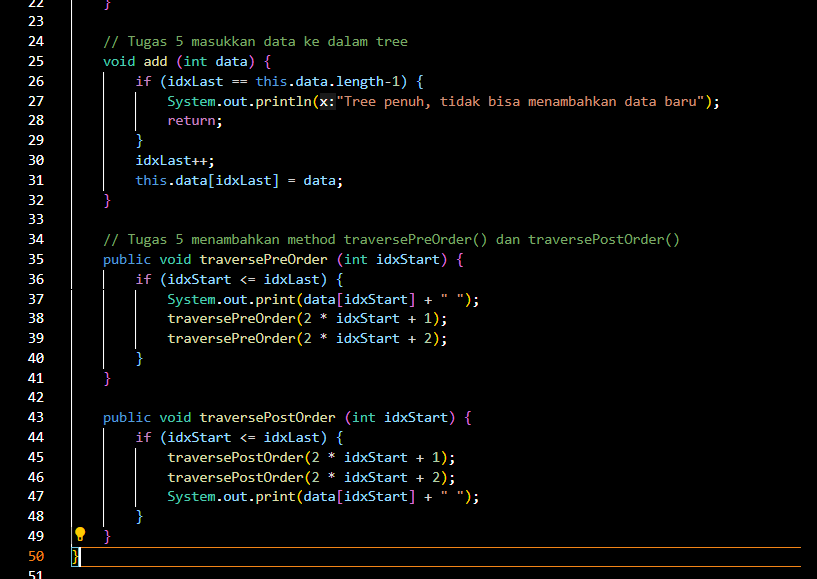 22 }
23
24 // Tugas 5 masukkan data ke dalam tree
25 void add (int data) {
26 if (idxLast == this.data.length-1) {
27 System.out.println(x:"Tree penuh, tidak bisa menambahkan data baru");
28 return;
29 }
30 idxLast++;
31 this.data[idxLast] = data;
32 }
33
34 // Tugas 5 menambahkan method traversePreOrder() dan traversePostOrder()
35 public void traversePreOrder (int idxStart) {
36 if (idxStart <= idxLast) {
37 System.out.print(data[idxStart] + " ");
38 traversePreOrder(2 * idxStart + 1);
39 traversePreOrder(2 * idxStart + 2);
40 }
41 }
42
43 public void traversePostOrder (int idxStart) {
44 if (idxStart <= idxLast) {
45 traversePostOrder(2 * idxStart + 1);
46 traversePostOrder(2 * idxStart + 2);
47 System.out.print(data[idxStart] + " ");
48 }
49 }
50 }
51